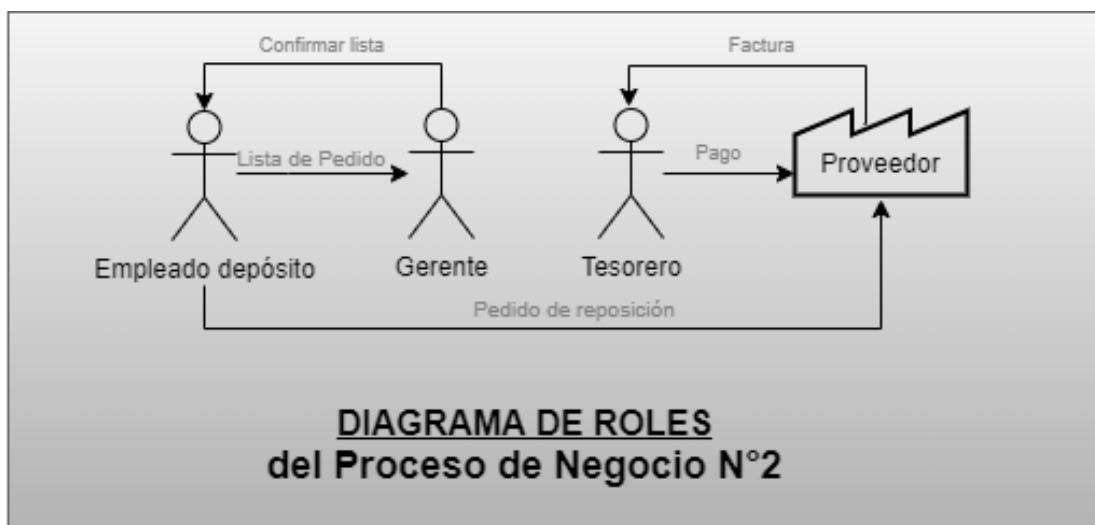 Confirmar lista
Factura
Lista de Pedido
Pago
Proveedor
Empleado depósito
Gerente
Tesorero
Pedido de reposición
DIAGRAMA DE ROLES
del Proceso de Negocio N°2